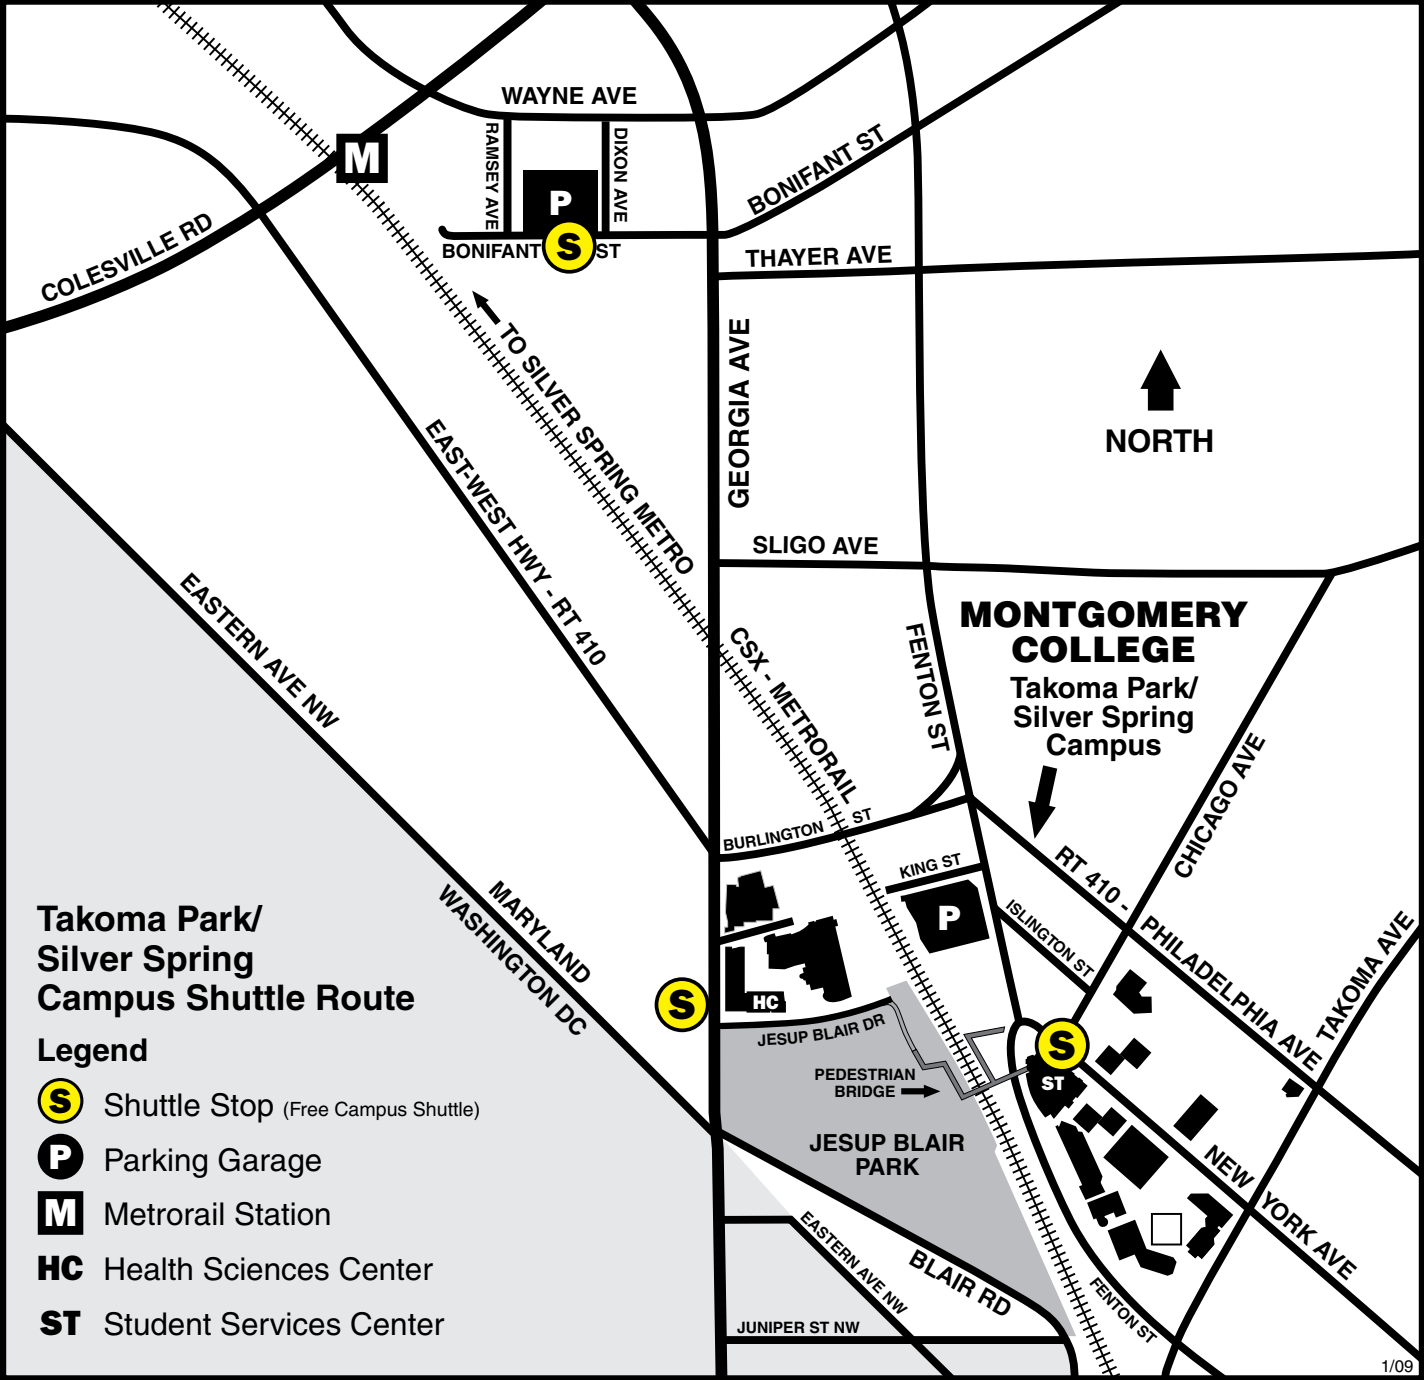 WAYNE AVE
RAMSEY AVE
DIXON AVE
M
P
BONIFANT ST
COLESVILLE RD
BONIFANT
S
ST
THAYER AVE
TO SILVER SPRING METRO
GEORGIA AVE
NORTH
EAST-WEST HWY - RT 410
SLIGO AVE
EASTERN AVE NW
CSX - METRORAIL
FENTON ST
MONTGOMERY
COLLEGE
Takoma Park/
Silver Spring
Campus
CHICAGO AVE
BURLINGTON ST
KING ST
RT 410 - PHILADELPHIA AVE
P
ISLINGTON ST
TAKOMA AVE
MARYLAND
WASHINGTON DC
S
HC
JESUP BLAIR DR
S
ST
PEDESTRIAN
BRIDGE
JESUP BLAIR
PARK
NEW YORK AVE
EASTERN AVE NW
BLAIR RD
FENTON ST
JUNIPER ST NW
Takoma Park/
Silver Spring
Campus Shuttle Route
Legend
S Shuttle Stop (Free Campus Shuttle)
P Parking Garage
M Metrorail Station
HC Health Sciences Center
ST Student Services Center
1/09